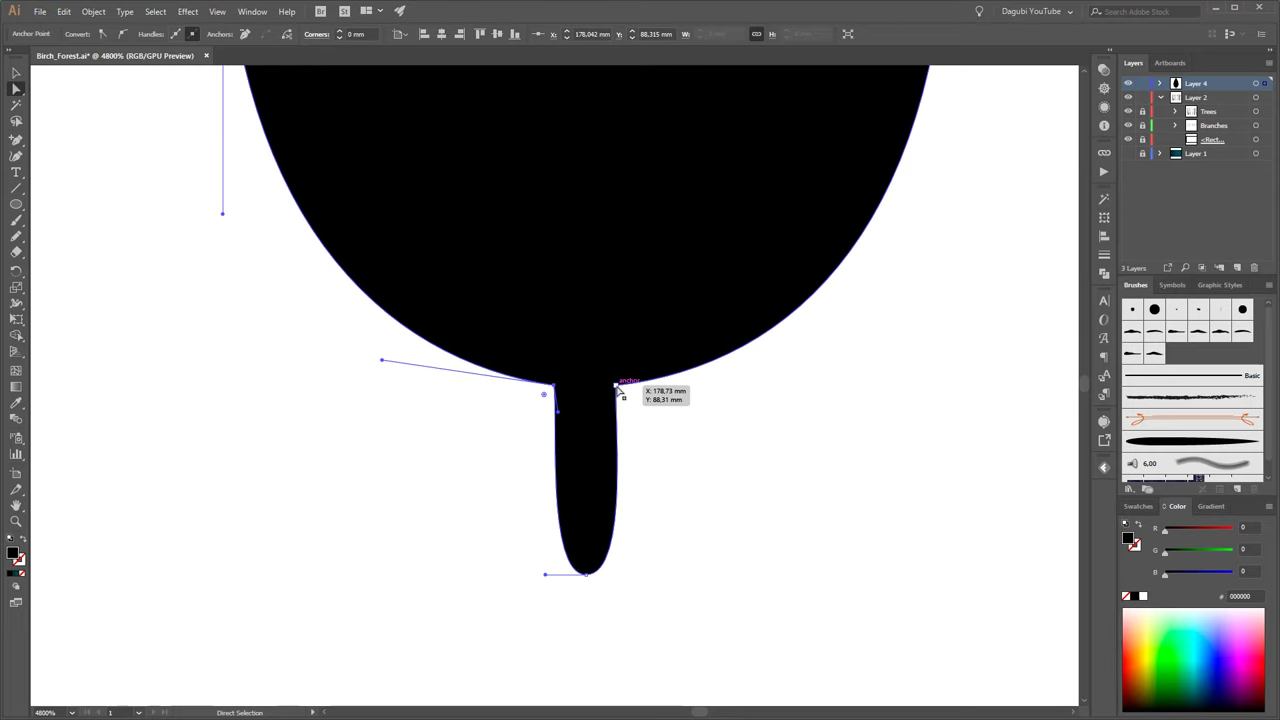 Ai File Edit Object Type Select Effect View Window Help Br St Dagubi YouTube Search Adobe Stock
Anchor Point Convert: Handles: Anchors: Corners: 0 mm X: 178,042 mm Y: 88,315 mm W: H:
Birch_Forest.ai* @ 4800% (RGB/GPU Preview) ×
Layers Artboards
Layer 4
Layer 2
Trees
Branches
<Rect...
Layer 1
3 Layers
Brushes Symbols Graphic Styles
Basic
6,00
anchor
X: 178,73 mm
Y: 88,31 mm
Swatches Color Gradient
R 0
G 0
B 0
# 000000
4800% 1 Direct Selection